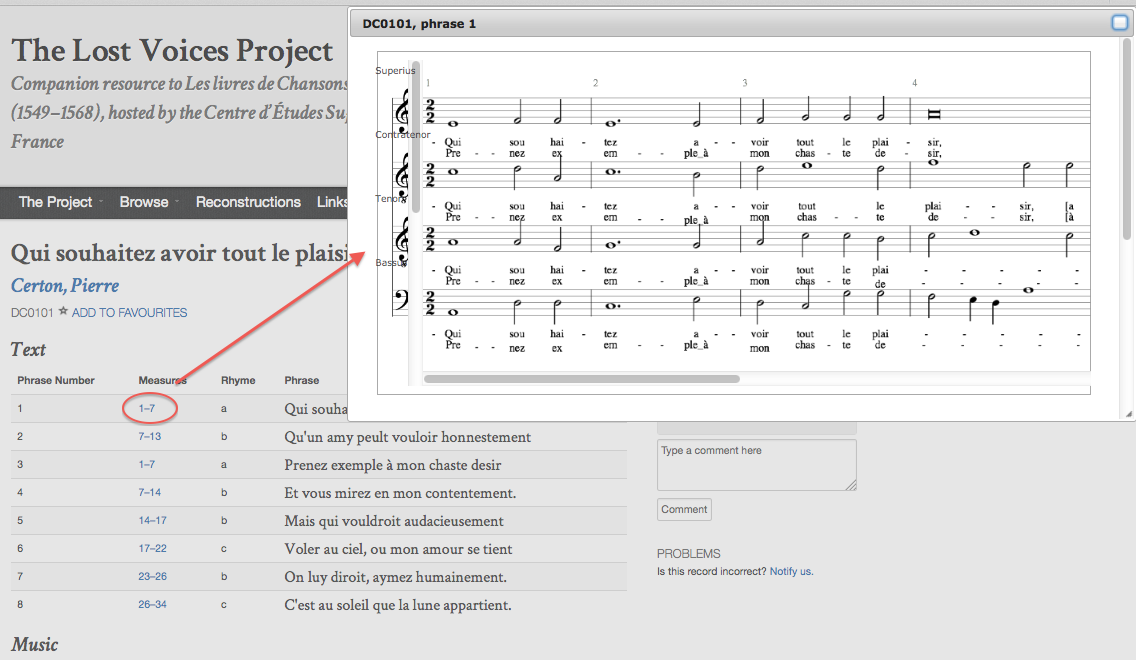 The Lost Voices Project
Companion resource to Les livres de Chansons
(1549–1568), hosted by the Centre d'Études Su
France
The Project Browse Reconstructions Links
Qui souhaitez avoir tout le plaisi
Certon, Pierre
DC0101 ☆ ADD TO FAVOURITES
Text
Phrase Number Measures Rhyme Phrase
1 1–7 a Qui souha
2 7–13 b Qu'un amy peult vouloir honnestement
3 1–7 a Prenez exemple à mon chaste desir
4 7–14 b Et vous mirez en mon contentement.
5 14–17 b Mais qui vouldroit audacieusement
6 17–22 c Voler au ciel, ou mon amour se tient
7 23–26 b On luy diroit, aymez humainement.
8 26–34 c C'est au soleil que la lune appartient.
Music
DC0101, phrase 1
1 2 3 4
Superius
- Qui sou hai - tez a - voir tout le plai - sir,
Pre - - nez ex em - - ple_à mon chas - te de - sir,
Contratenor
- Qui sou hai - tez a - voir tout le plai - sir, [a
Pre - - nez ex em - - ple_à mon chas - te de - sir, [à
Tenor
- Qui sou hai - tez a - voir tout le plai - - - -
Pre - - nez ex em - - ple_à mon chas - te de - - - -
Bassus
- Qui sou hai - tez a - voir tout le plai - - - -
Pre - - nez ex em - - ple_à mon chas - te de - - - -
Type a comment here
Comment
PROBLEMS
Is this record incorrect? Notify us.